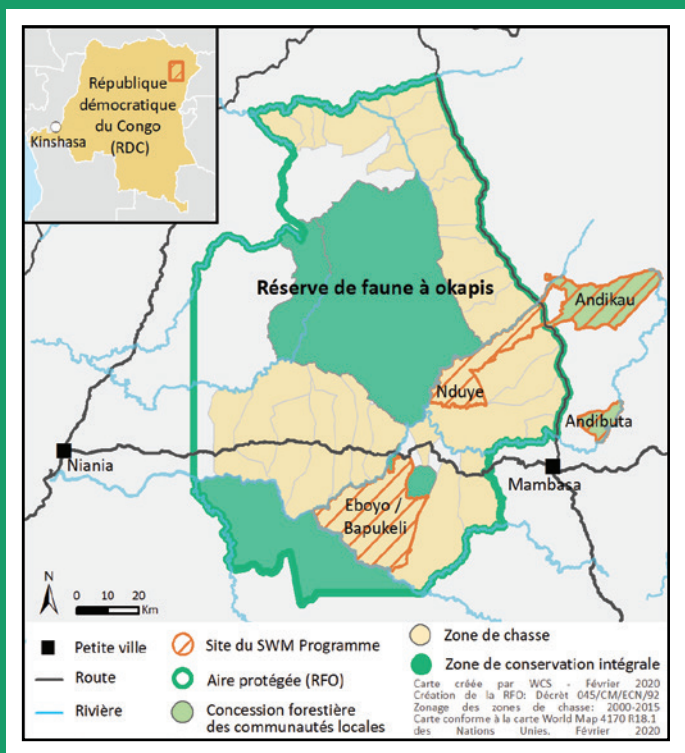 République
démocratique
du Congo
(RDC)
Kinshasa
Réserve de faune à okapis
Andikau
Nduye
Andibuta
Niania
Mambasa
Eboyo /
Bapukeli
N
0 10 20
Km
Petite ville
Route
Rivière
Site du SWM Programme
Aire protégée (RFO)
Concession forestière
des communautés locales
Zone de chasse
Zone de conservation intégrale
Carte créée par WCS - Février 2020
Création de la RFO: Décrèt 045/CM/ECN/92
Zonage des zones de chasse: 2000-2015
Carte conforme à la carte World Map 4170 R18.1
des Nations Unies. Février 2020